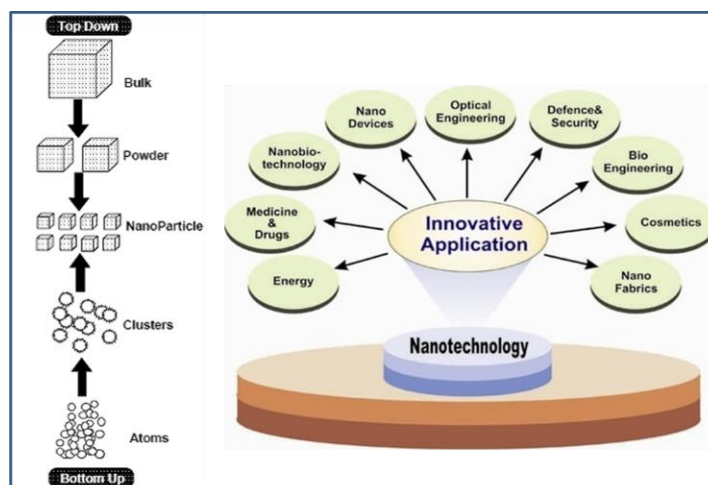 Top Down
Bulk
Powder
NanoParticle
Clusters
Atoms
Bottom Up
Nano
Devices
Optical
Engineering
Defence&
Security
Nanobio-
technology
Bio
Engineering
Medicine
&
Drugs
Innovative
Application
Cosmetics
Energy
Nano
Fabrics
Nanotechnology